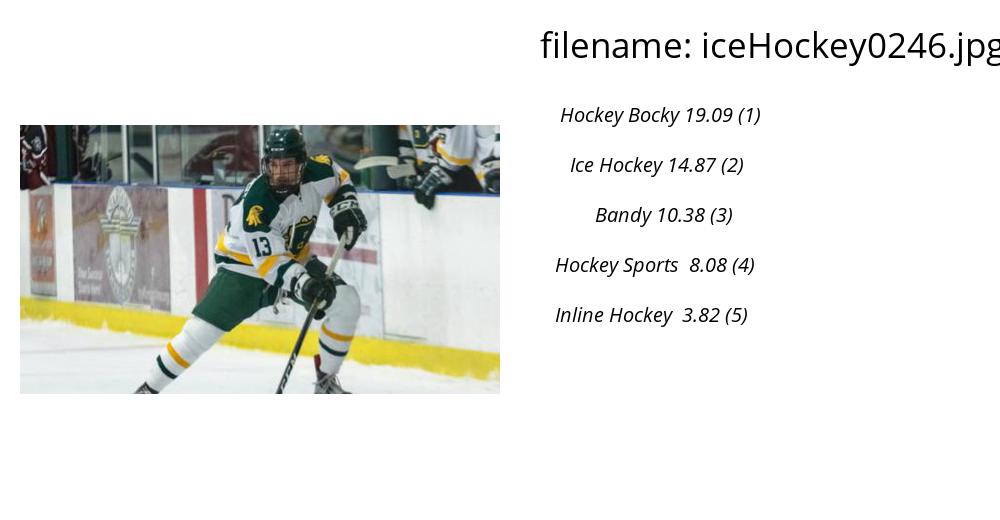 filename: iceHockey0246.jpg
Hockey Bocky 19.09 (1)
Ice Hockey 14.87 (2)
Bandy 10.38 (3)
Hockey Sports 8.08 (4)
Inline Hockey 3.82 (5)
13
CCM